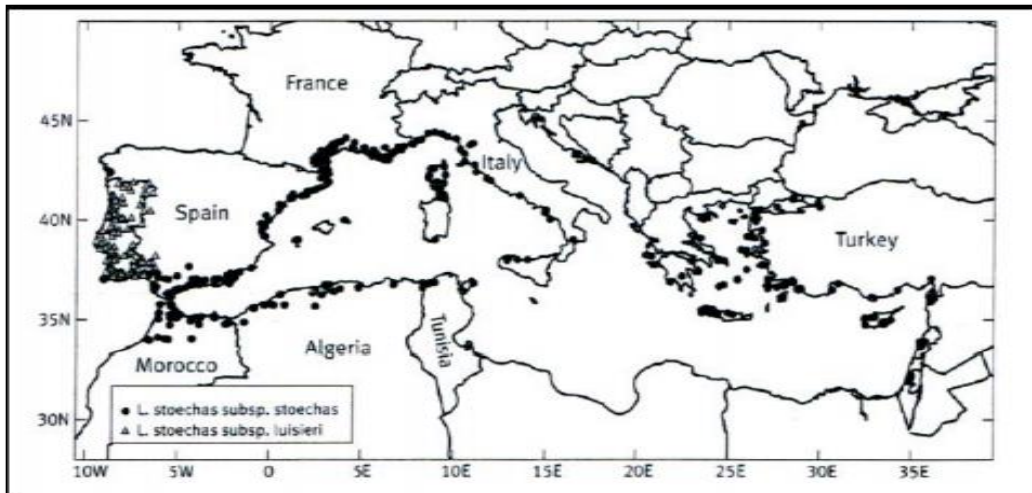 France
45N
Italy
Spain
40N
Turkey
35N
Tunisia
Algeria
Morocco
● L. stoechas subsp. stoechas
▲ L. stoechas subsp. luisieri
30N
10W 5W 0 5E 10E 15E 20E 25E 30E 35E